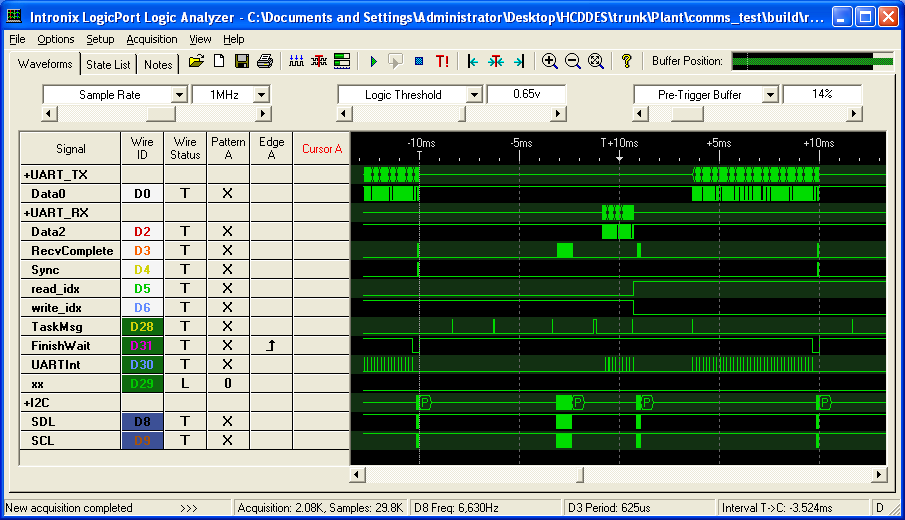 Intronix LogicPort Logic Analyzer - C:\Documents and Settings\Administrator\Desktop\HCDDES\trunk\Plant\comms_test\build\r...
File Options Setup Acquisition View Help
Waveforms State List Notes T! ? Buffer Position:
Sample Rate 1MHz Logic Threshold 0.65v Pre-Trigger Buffer 14%
Signal Wire ID Wire Status Pattern A Edge A Cursor A -10ms -5ms T+10ms +5ms +10ms
+UART_TX
Data0 D0 T X
+UART_RX
Data2 D2 T X
RecvComplete D3 T X
Sync D4 T X
read_idx D5 T X
write_idx D6 T X
TaskMsg D28 T X
FinishWait D31 T X
UARTInt D30 T X
xx D29 L 0
+I2C P P P P
SDL D8 T X
SCL D9 T X
New acquisition completed >>> Acquisition: 2.08K, Samples: 29.8K D8 Freq: 6,630Hz D3 Period: 625us Interval T->C: -3.524ms D